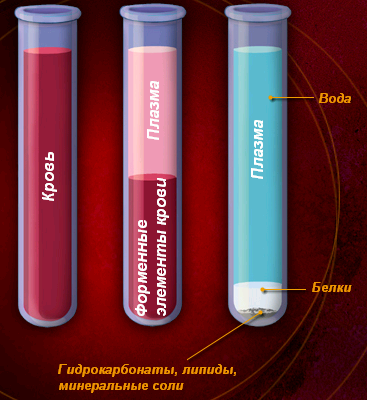 Кровь
Плазма
форменные
элементы крови
Плазма
Вода
Белки
Гидрокарбонаты, липиды,
минеральные соли